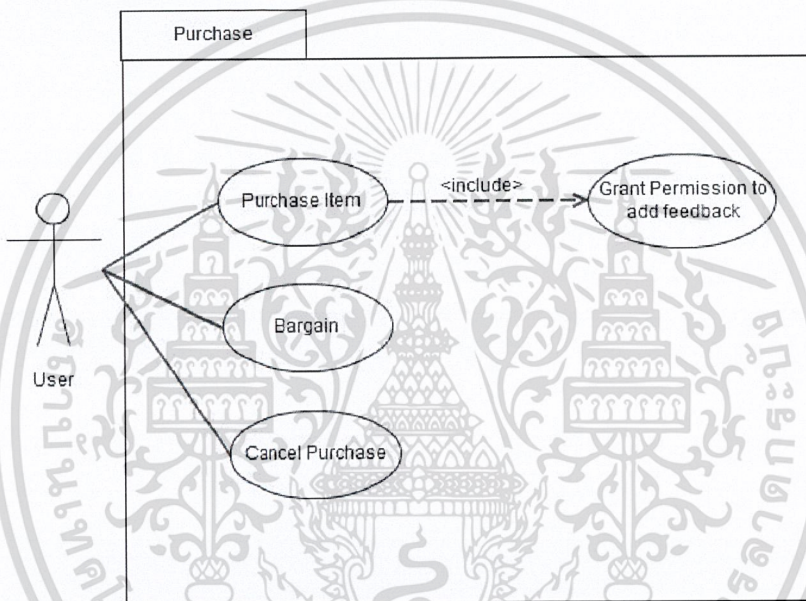 Purchase
Purchase Item
<include>
Grant Permission to
add feedback
Bargain
User
Cancel Purchase